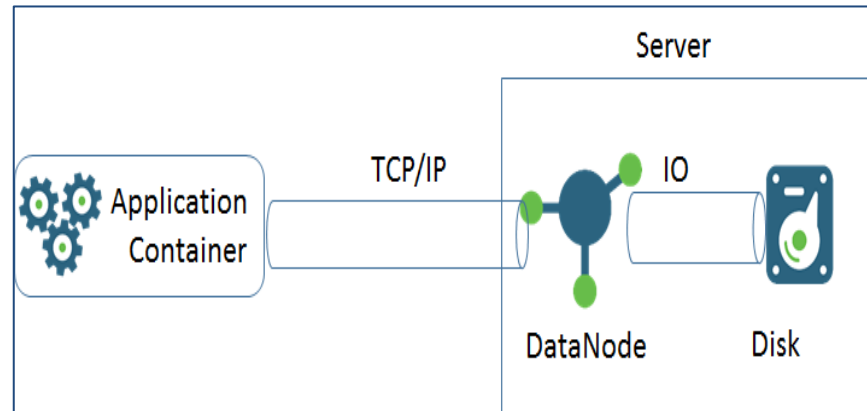 Server
TCP/IP
IO
Application
Container
DataNode
Disk